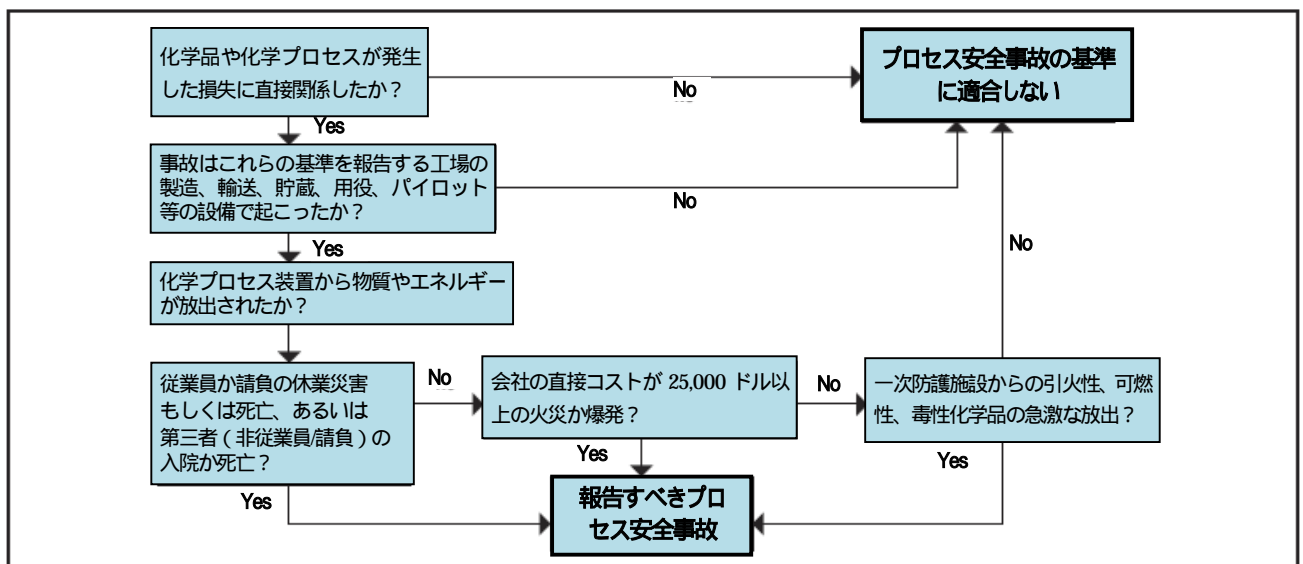 化学品や化学プロセスが発生
した損失に直接関係したか？
No
プロセス安全事故の基準
に適合しない
Yes
事故はこれらの基準を報告する工場の
製造、輸送、貯蔵、用役、パイロット
等の設備で起こったか？
No
Yes
No
化学プロセス装置から物質やエネルギー
が放出されたか？
従業員か請負の休業災害
もしくは死亡、あるいは
第三者（非従業員/請負）の
入院か死亡？
No
会社の直接コストが 25,000 ドル以
上の火災か爆発？
No
一次防護施設からの引火性、可燃
性、毒性化学品の急激な放出？
Yes
Yes
Yes
報告すべきプロ
セス安全事故